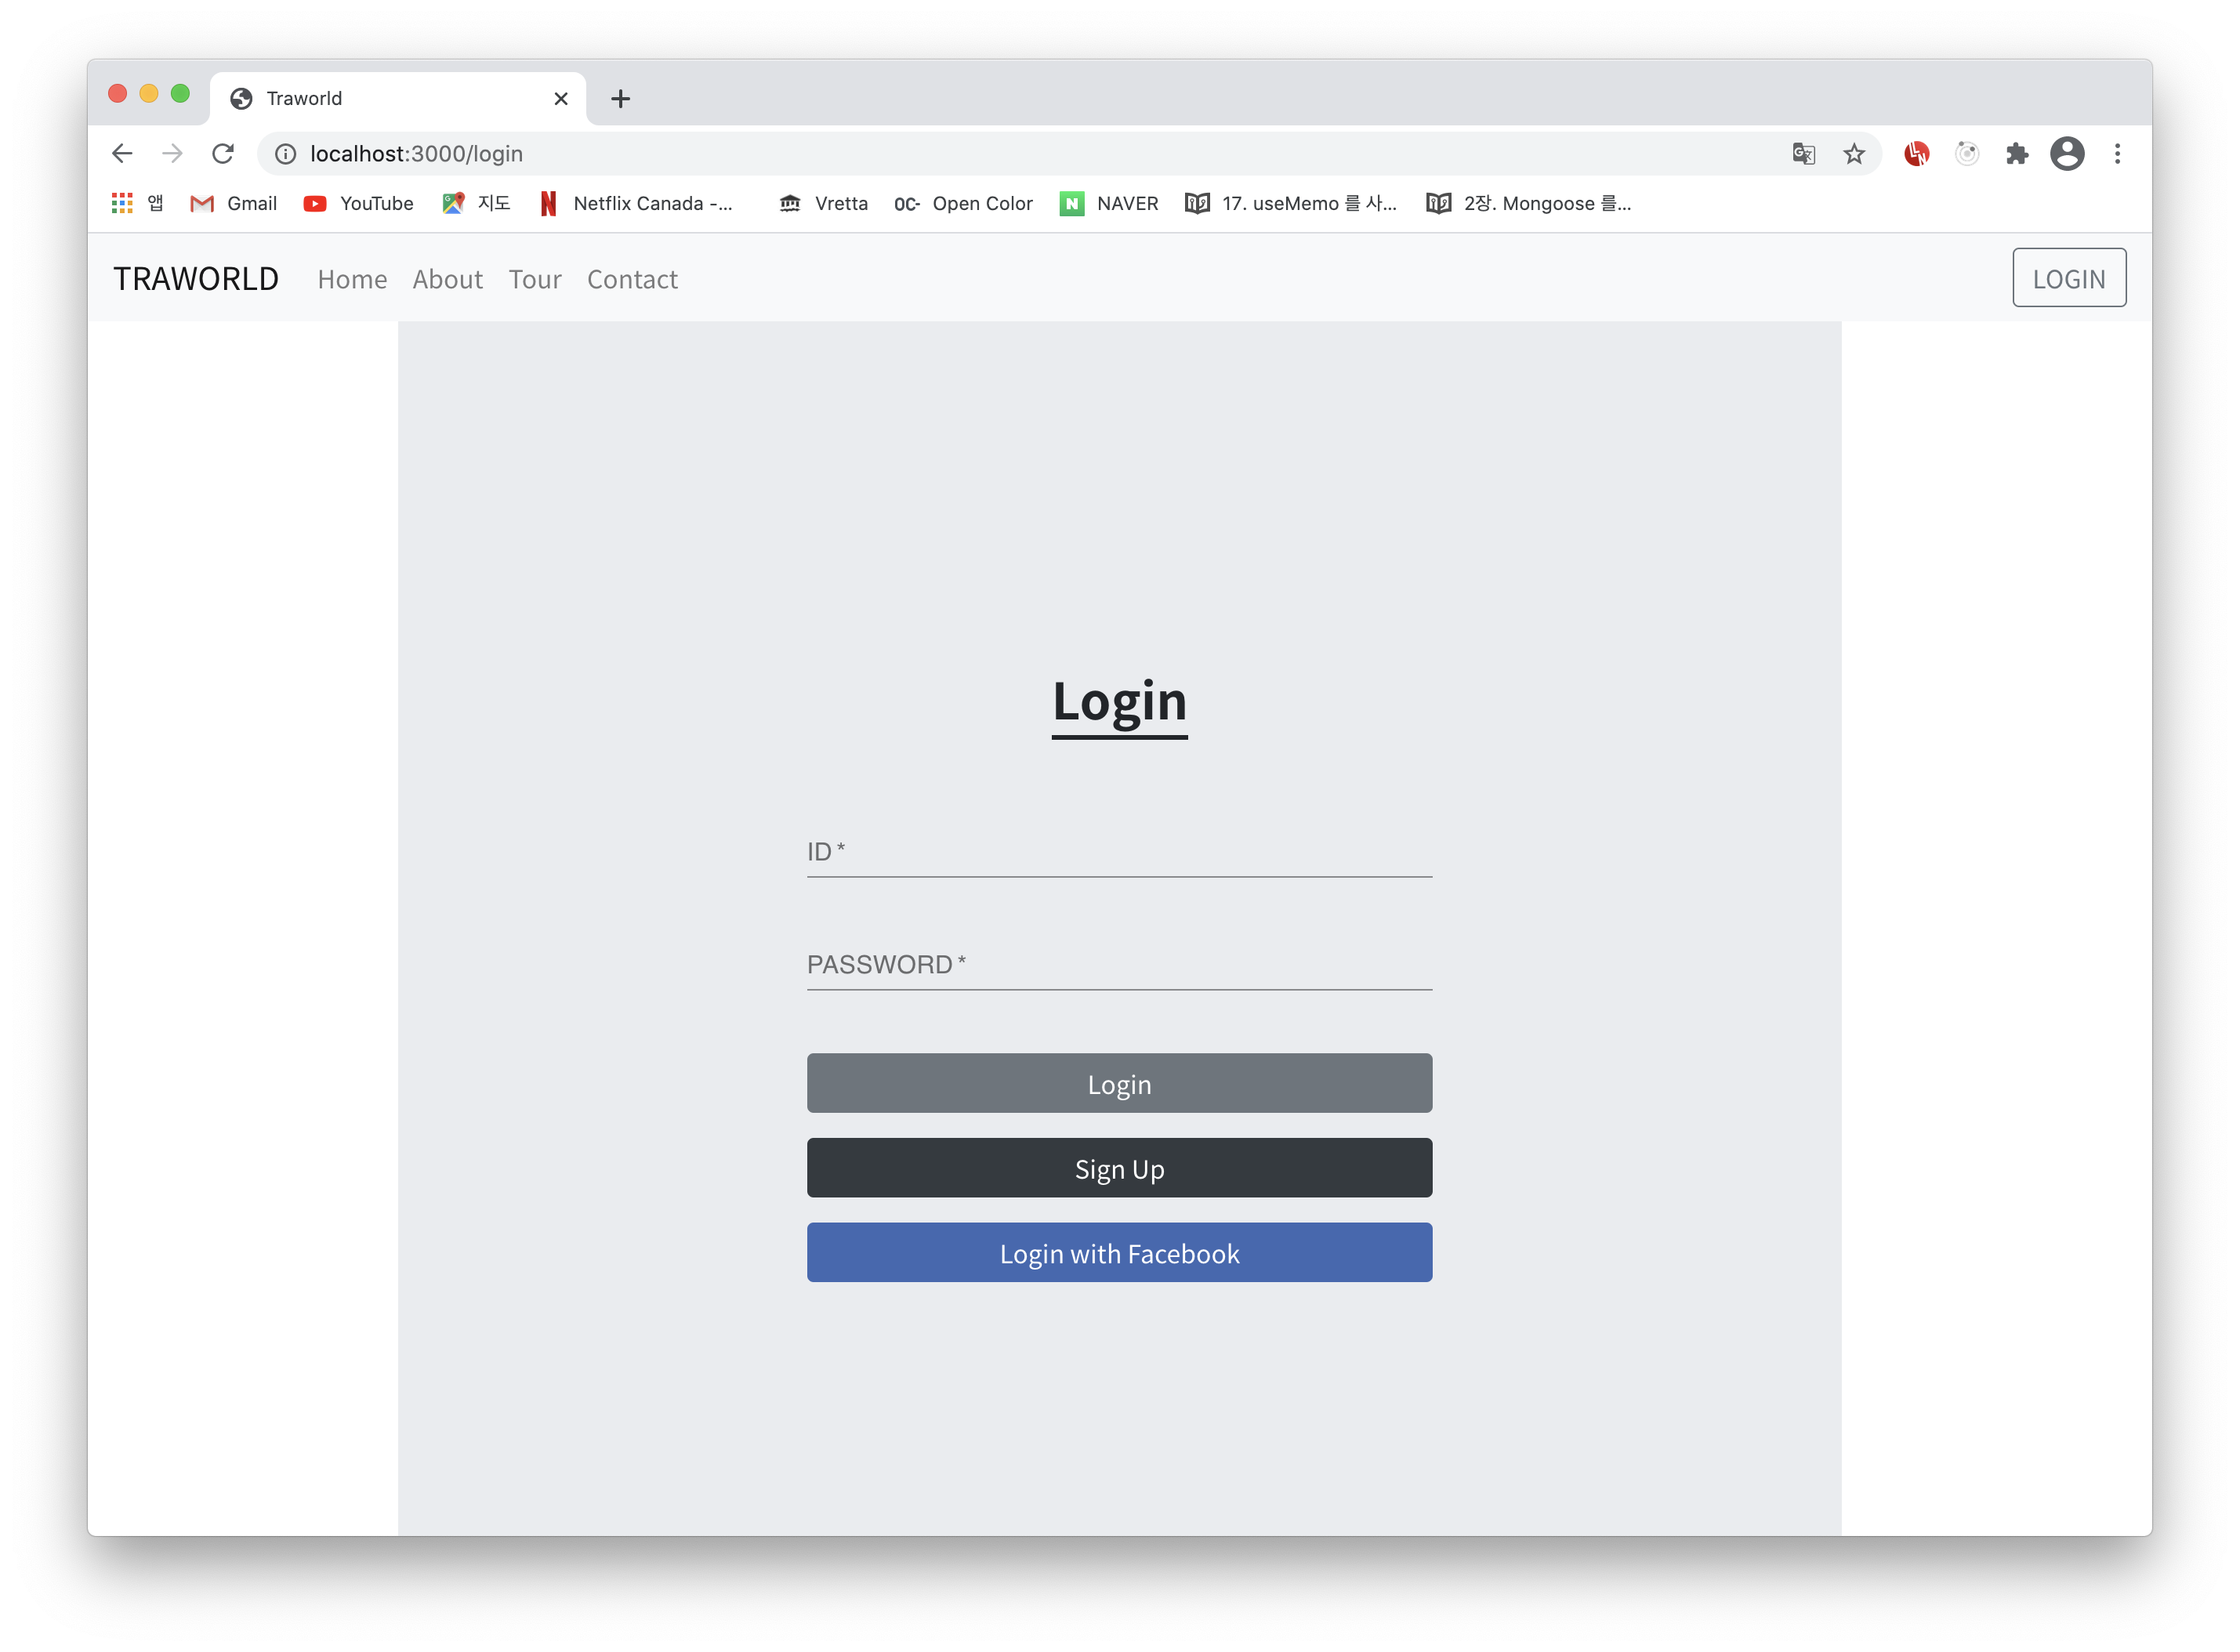 Traworld
localhost:3000/login
앱 Gmail YouTube 지도 Netflix Canada -... Vretta OC- Open Color N NAVER 17. useMemo 를 사... 2장. Mongoose 를...
TRAWORLD Home About Tour Contact LOGIN
Login
ID *
PASSWORD *
Login
Sign Up
Login with Facebook